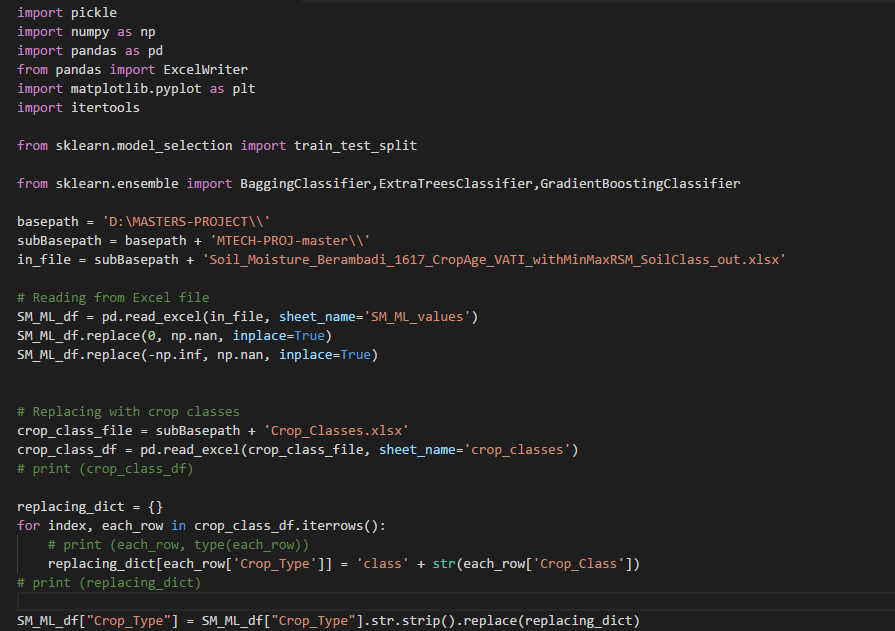 import pickle
import numpy as np
import pandas as pd
from pandas import ExcelWriter
import matplotlib.pyplot as plt
import itertools
from sklearn.model_selection import train_test_split
from sklearn.ensemble import BaggingClassifier,ExtraTreesClassifier,GradientBoostingClassifier
basepath = 'D:\MASTERS-PROJECT\\'
subBasepath = basepath + 'MTECH-PROJ-master\\'
in_file = subBasepath + 'Soil_Moisture_Berambadi_1617_CropAge_VATI_withMinMaxRSM_SoilClass_out.xlsx'
# Reading from Excel file
SM_ML_df = pd.read_excel(in_file, sheet_name='SM_ML_values')
SM_ML_df.replace(0, np.nan, inplace=True)
SM_ML_df.replace(-np.inf, np.nan, inplace=True)
# Replacing with crop classes
crop_class_file = subBasepath + 'Crop_Classes.xlsx'
crop_class_df = pd.read_excel(crop_class_file, sheet_name='crop_classes')
# print (crop_class_df)
replacing_dict = {}
for index, each_row in crop_class_df.iterrows():
    # print (each_row, type(each_row))
    replacing_dict[each_row['Crop_Type']] = 'class' + str(each_row['Crop_Class'])
# print (replacing_dict)
SM_ML_df["Crop_Type"] = SM_ML_df["Crop_Type"].str.strip().replace(replacing_dict)